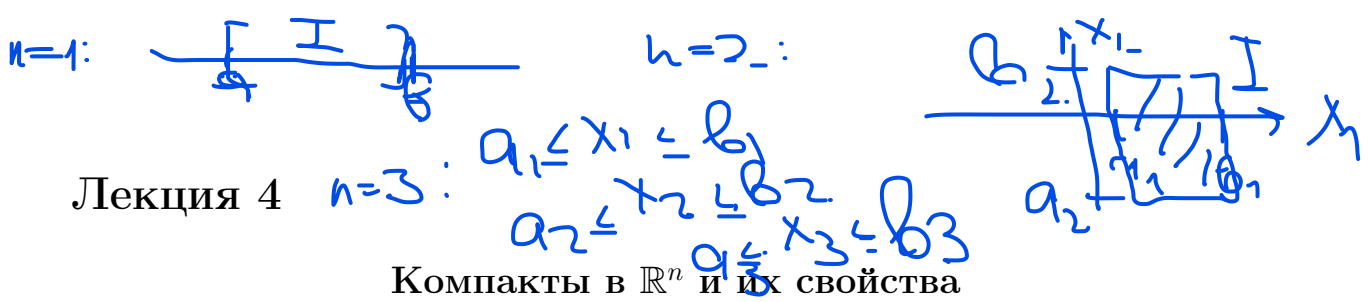 n=1: [ I ] a b
n=2: x₂ b₂ I x₁ a₁ b₁ a₂
Лекция 4
n=3: a₁ ≤ x₁ ≤ b₁
a₂ ≤ x₂ ≤ b₂
a₃ ≤ x₃ ≤ b₃
Компакты в ℝⁿ и их свойства